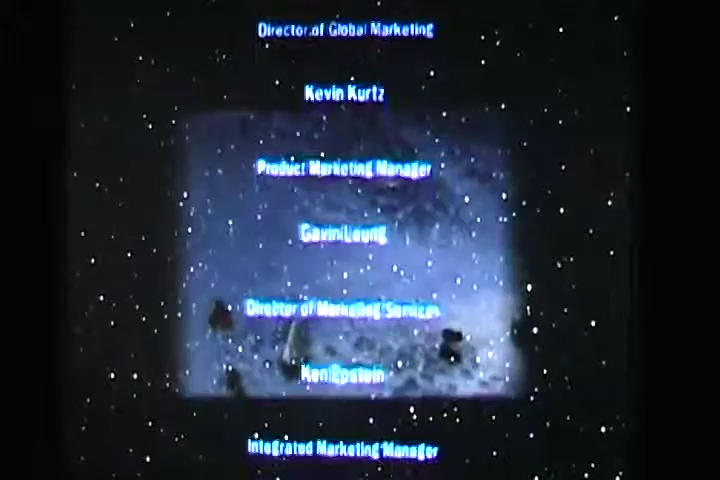 Director of Global Marketing
Kevin Kurtz
Product Marketing Manager
Gavin Leung
Director of Marketing Services
Ken Epstein
Integrated Marketing Manager